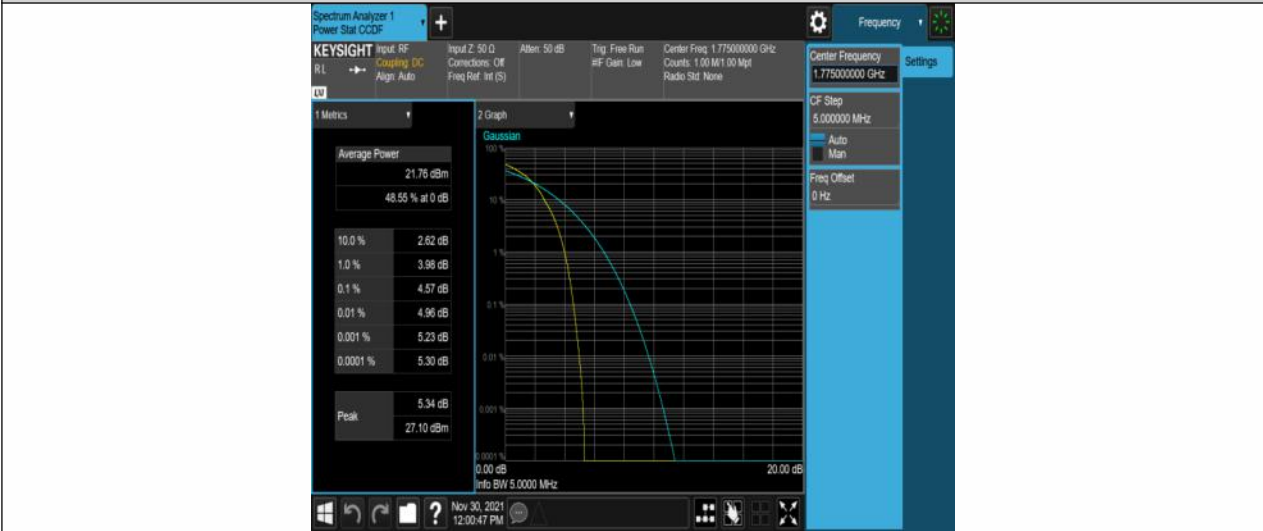 Spectrum Analyzer 1
Power Stat CCDF
Frequency
KEYSIGHT
R L
LV
Input: RF
Coupling: DC
Align: Auto
Input Z: 50 Ω
Corrections: Off
Freq Ref: Int (S)
Atten: 50 dB
Trig: Free Run
#IF Gain: Low
Center Freq: 1.775000000 GHz
Counts: 1.00 M/1.00 Mpt
Radio Std: None
Center Frequency
1.775000000 GHz
Settings
CF Step
5.000000 MHz
Auto
Man
Freq Offset
0 Hz
1 Metrics
Average Power
21.76 dBm
48.55 % at 0 dB
10.0 % 2.62 dB
1.0 % 3.98 dB
0.1 % 4.57 dB
0.01 % 4.96 dB
0.001 % 5.23 dB
0.0001 % 5.30 dB
Peak 5.34 dB
27.10 dBm
2 Graph
Gaussian
100 %
10 %
1 %
0.1 %
0.01 %
0.001 %
0.0001 %
0.00 dB 20.00 dB
Info BW 5.0000 MHz
Nov 30, 2021
12:00:47 PM